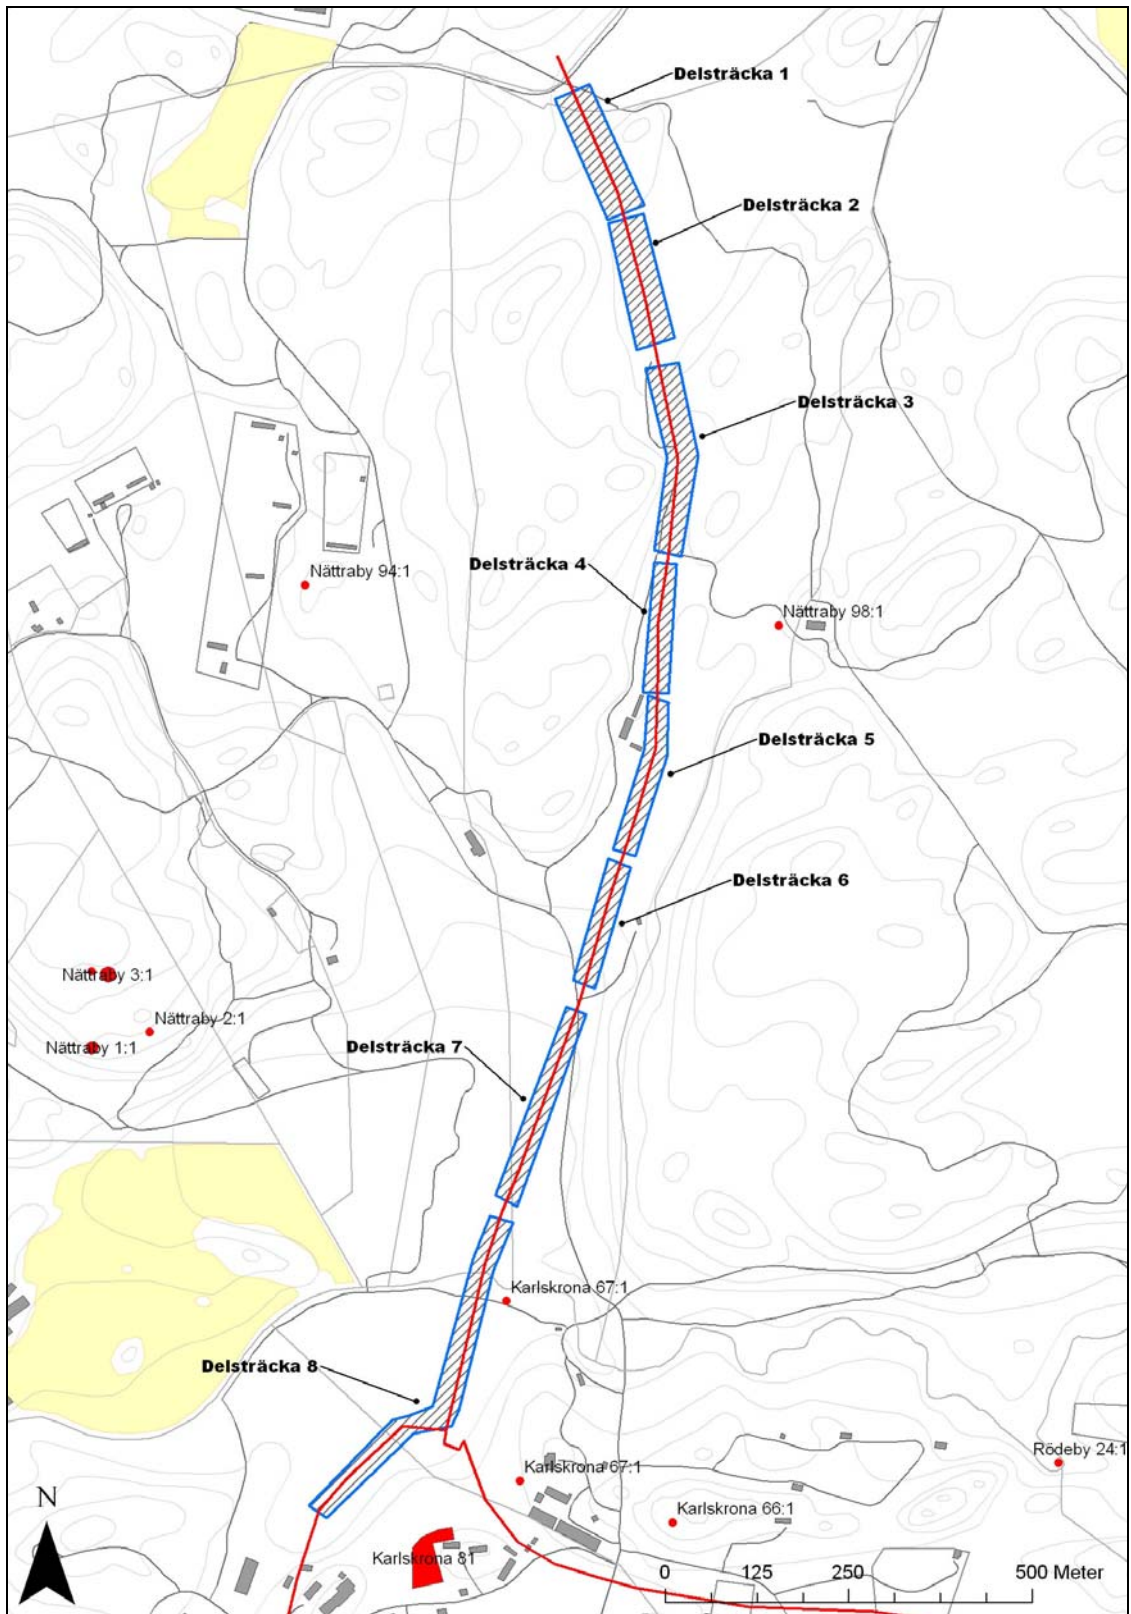 Delsträcka 1
Delsträcka 2
Delsträcka 3
Delsträcka 4
Nättraby 94:1
Nättraby 98:1
Delsträcka 5
Delsträcka 6
Nättraby 3:1
Nättraby 2:1
Nättraby 1:1
Delsträcka 7
Karlskrona 67:1
Delsträcka 8
Rödeby 24:1
Karlskrona 67:1
N
Karlskrona 66:1
Karlskrona 81
0 125 250 500 Meter